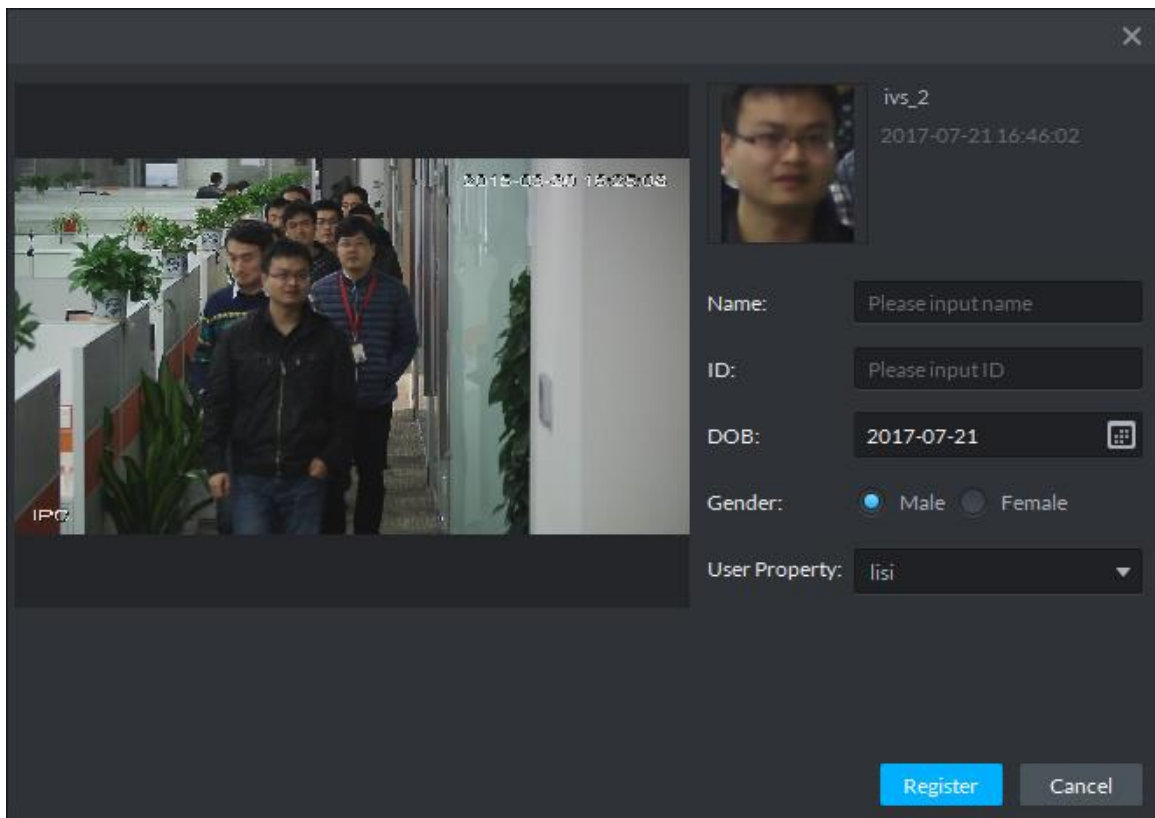 ivs_2
2017-07-21 16:46:02
IPC
Name:
Please input name
ID:
Please input ID
DOB:
2017-07-21
Gender:
Male
Female
User Property:
lisi
Register
Cancel